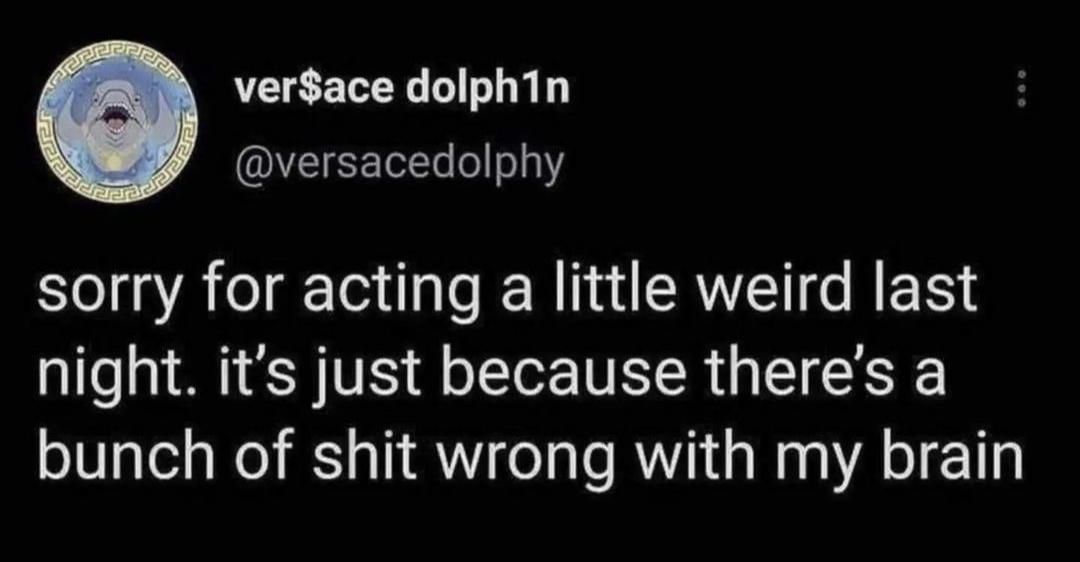 ver$ace dolph1n
@versacedolphy
sorry for acting a little weird last
night. it’s just because there’s a
bunch of shit wrong with my brain